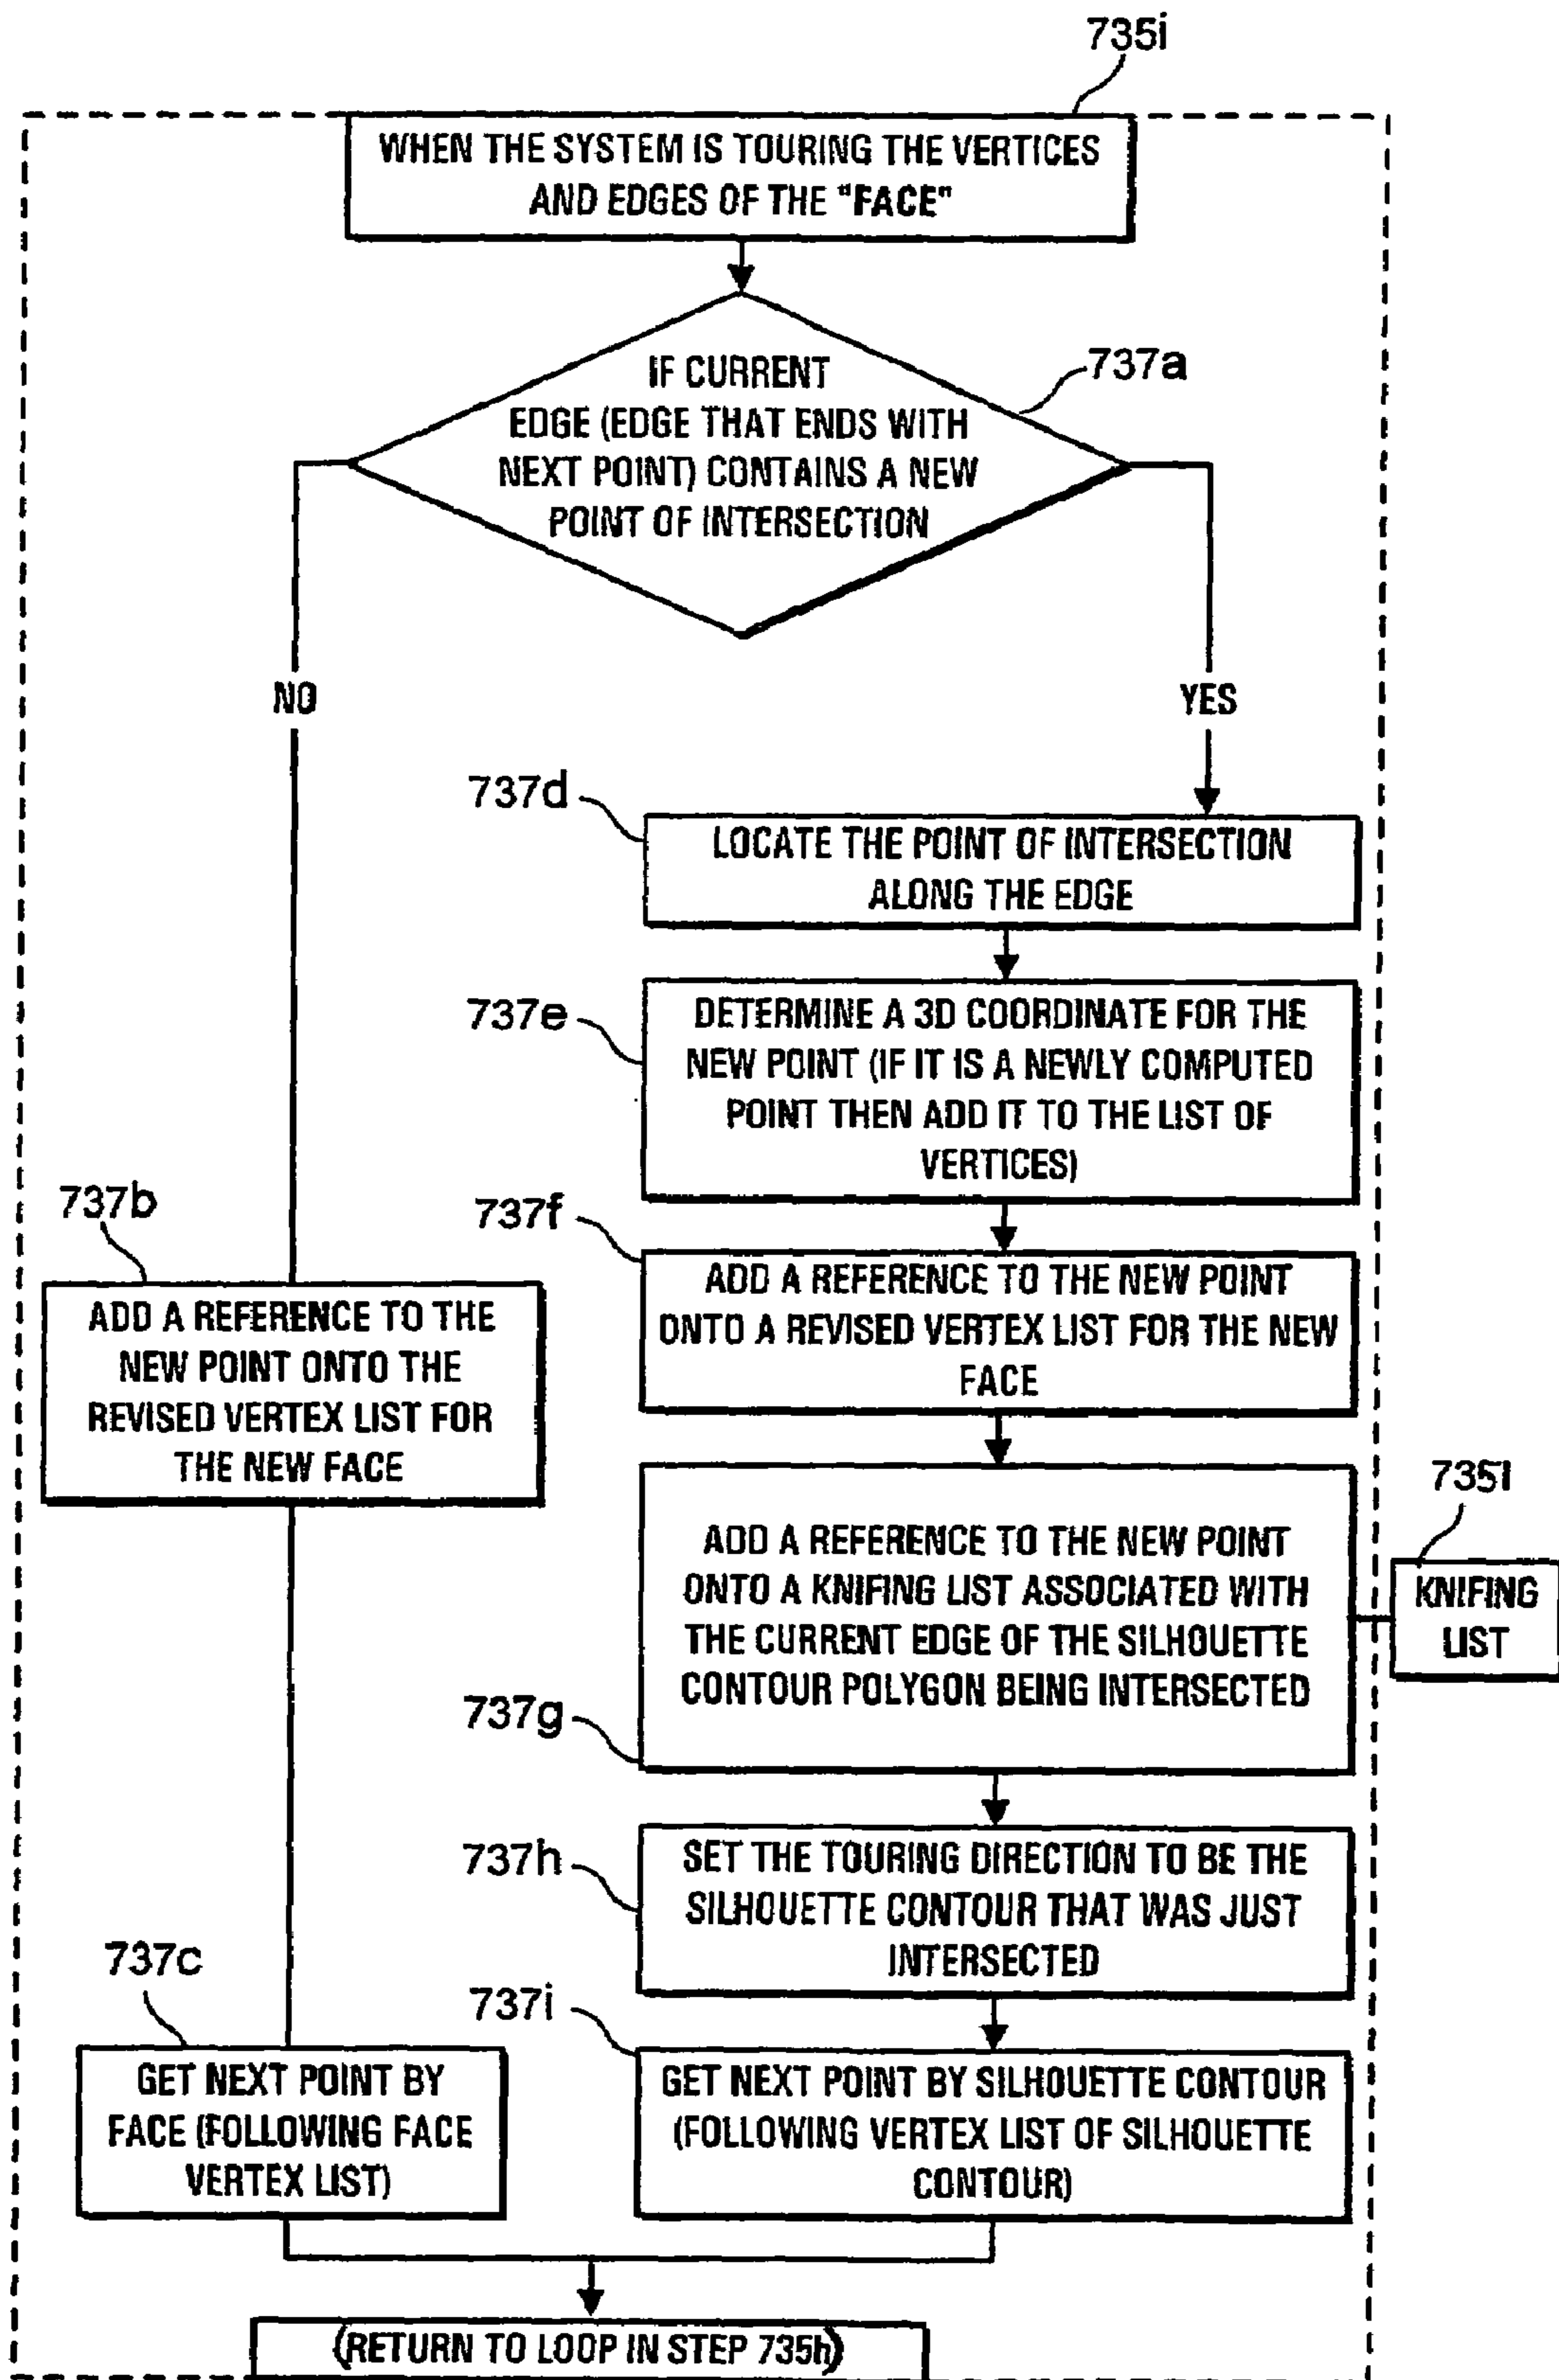 735i
WHEN THE SYSTEM IS TOURING THE VERTICES
AND EDGES OF THE "FACE"
737a
IF CURRENT
EDGE (EDGE THAT ENDS WITH
NEXT POINT) CONTAINS A NEW
POINT OF INTERSECTION
NO
YES
737d
LOCATE THE POINT OF INTERSECTION
ALONG THE EDGE
737e
DETERMINE A 3D COORDINATE FOR THE
NEW POINT (IF IT IS A NEWLY COMPUTED
POINT THEN ADD IT TO THE LIST OF
VERTICES)
737b
ADD A REFERENCE TO THE
NEW POINT ONTO THE
REVISED VERTEX LIST FOR
THE NEW FACE
737f
ADD A REFERENCE TO THE NEW POINT
ONTO A REVISED VERTEX LIST FOR THE NEW
FACE
737g
ADD A REFERENCE TO THE NEW POINT
ONTO A KNIFING LIST ASSOCIATED WITH
THE CURRENT EDGE OF THE SILHOUETTE
CONTOUR POLYGON BEING INTERSECTED
735l
KNIFING
LIST
737h
SET THE TOURING DIRECTION TO BE THE
SILHOUETTE CONTOUR THAT WAS JUST
INTERSECTED
737c
GET NEXT POINT BY
FACE (FOLLOWING FACE
VERTEX LIST)
737i
GET NEXT POINT BY SILHOUETTE CONTOUR
(FOLLOWING VERTEX LIST OF SILHOUETTE
CONTOUR)
(RETURN TO LOOP IN STEP 735h)